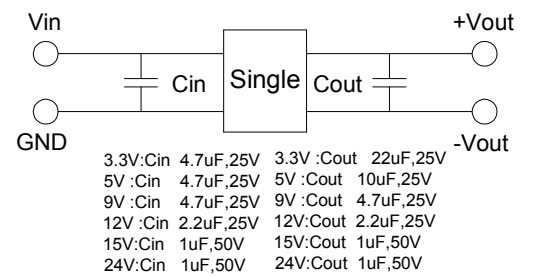 Vin
+Vout
Cin
Single
Cout
GND
-Vout
3.3V:Cin 4.7uF,25V 3.3V :Cout 22uF,25V
5V :Cin 4.7uF,25V 5V :Cout 10uF,25V
9V :Cin 4.7uF,25V 9V :Cout 4.7uF,25V
12V :Cin 2.2uF,25V 12V:Cout 2.2uF,25V
15V:Cin 1uF,50V 15V:Cout 1uF,50V
24V:Cin 1uF,50V 24V:Cout 1uF,50V